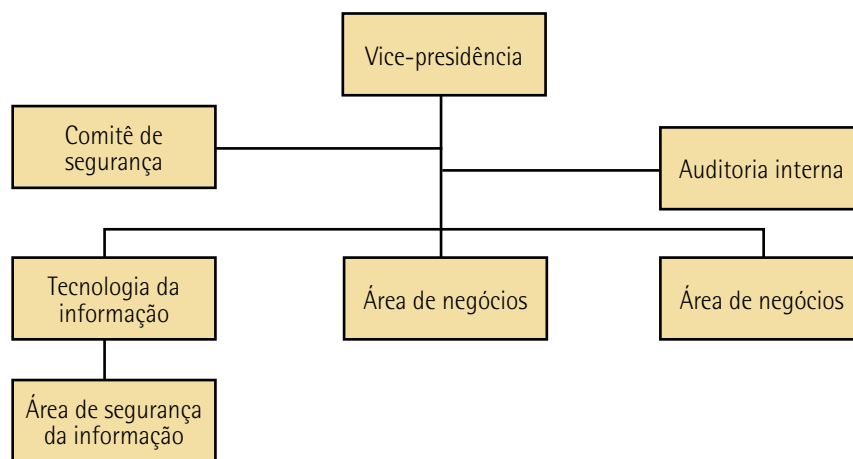 Vice-presidência
Comitê de
segurança
Auditoria interna
Tecnologia da
informação
Área de negócios
Área de negócios
Área de segurança
da informação